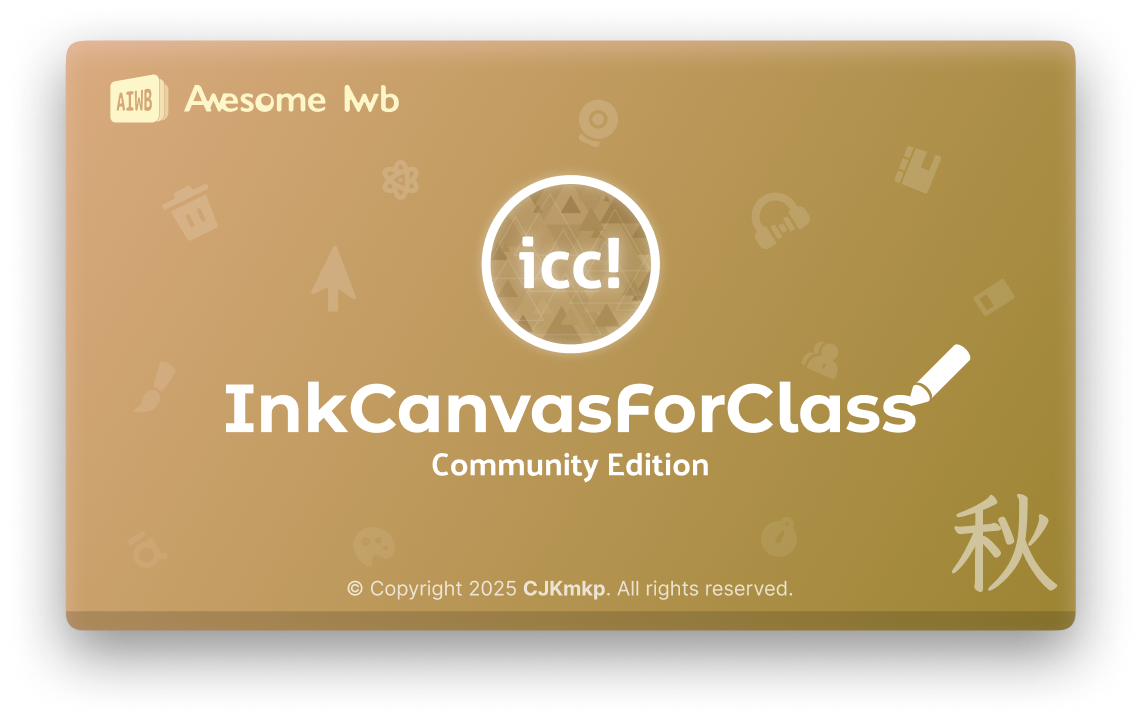 AIWB Awesome Iwb
icc!
InkCanvasForClass
Community Edition
秋
© Copyright 2025 CJKmkp. All rights reserved.